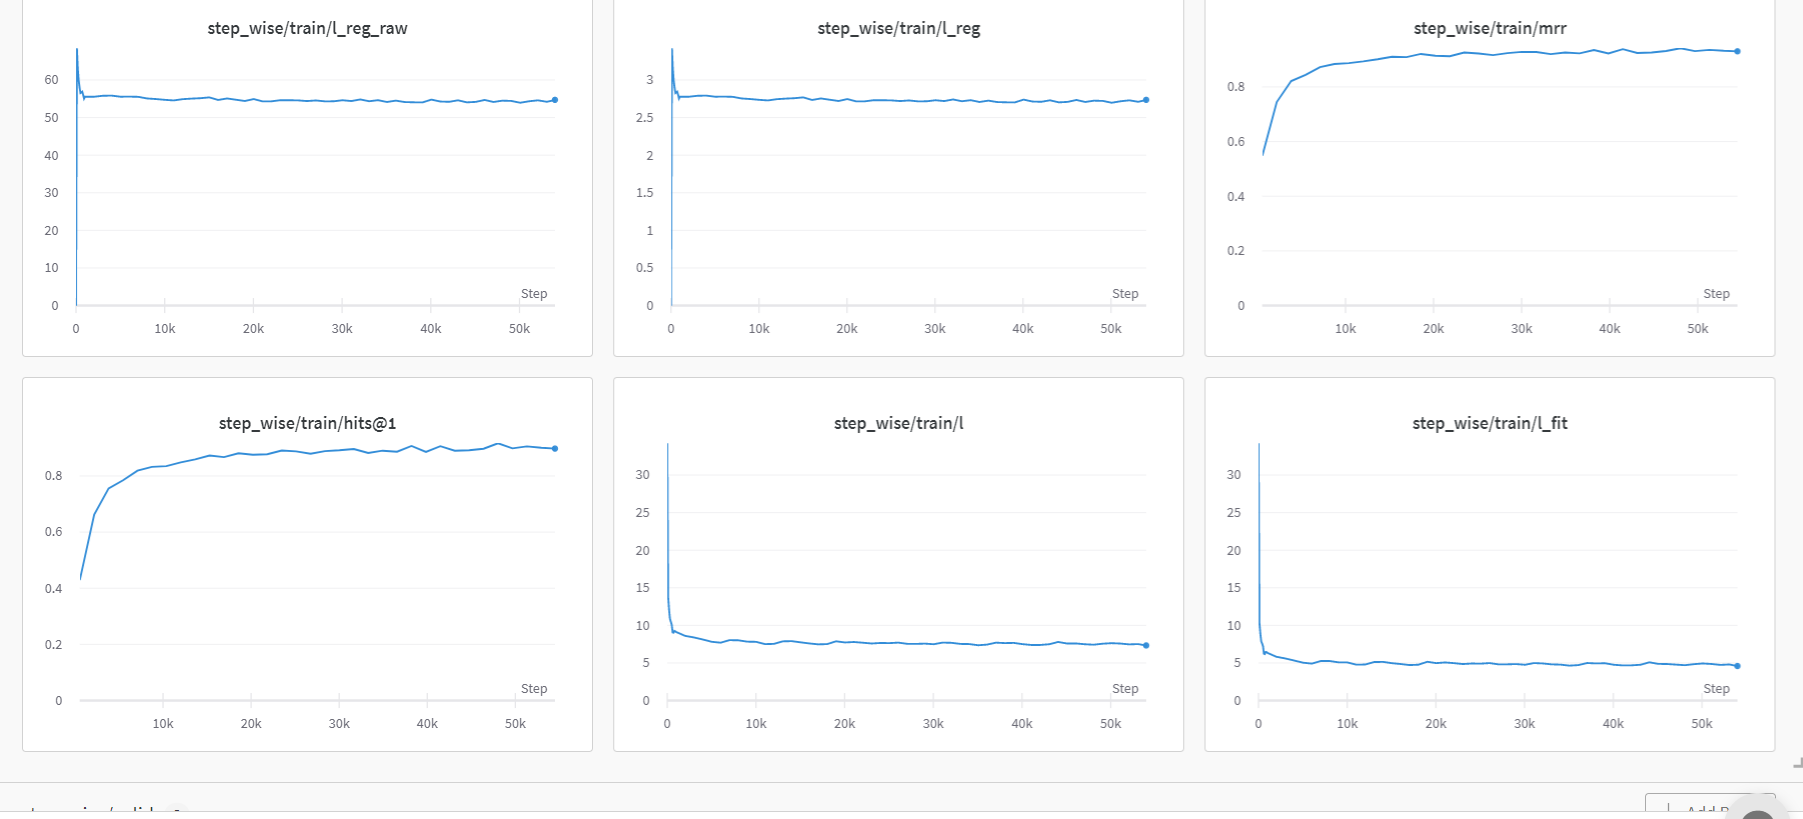 step_wise/train/l_reg_raw
60
50
40
30
20
10
0
Step
0 10k 20k 30k 40k 50k
step_wise/train/l_reg
3
2.5
2
1.5
1
0.5
0
Step
0 10k 20k 30k 40k 50k
step_wise/train/mrr
0.8
0.6
0.4
0.2
0
Step
10k 20k 30k 40k 50k
step_wise/train/hits@1
0.8
0.6
0.4
0.2
0
Step
10k 20k 30k 40k 50k
step_wise/train/l
30
25
20
15
10
5
0
Step
0 10k 20k 30k 40k 50k
step_wise/train/l_fit
30
25
20
15
10
5
0
Step
0 10k 20k 30k 40k 50k
Add